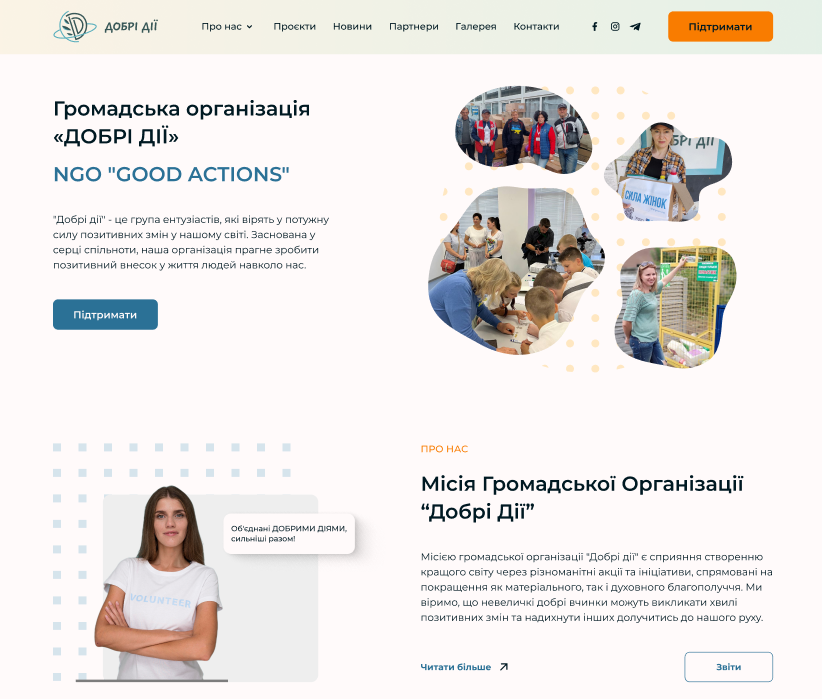 ДОБРІ ДІЇ
Про нас
Проєкти
Новини
Партнери
Галерея
Контакти
Підтримати
Громадська організація
«ДОБРІ ДІЇ»
NGO "GOOD ACTIONS"
"Добрі дії" - це група ентузіастів, які вірять у потужну
силу позитивних змін у нашому світі. Заснована у
серці спільноти, наша організація прагне зробити
позитивний внесок у життя людей навколо нас.
Підтримати
БРІ ДІЇ
СИЛА ЖІНОК
ПРО НАС
Місія Громадської Організації
“Добрі Дії”
Об'єднані ДОБРИМИ ДІЯМИ,
сильніші разом!
VOLUNTEER
Місією громадської організації "Добрі дії" є сприяння створенню
кращого світу через різноманітні акції та ініціативи, спрямовані на
покращення як матеріального, так і духовного благополуччя. Ми
віримо, що невеличкі добрі вчинки можуть викликати хвилі
позитивних змін та надихнути інших долучитись до нашого руху.
Читати більше
Звіти